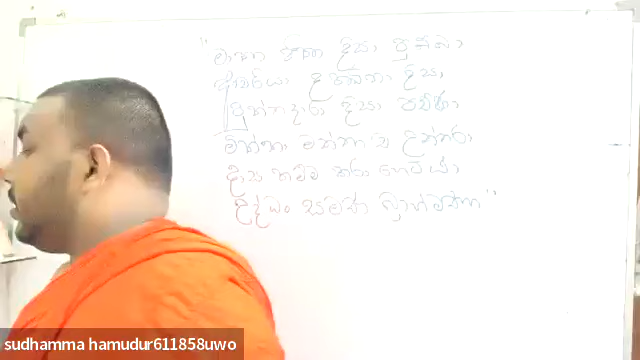 "මාතා පිතා දිසා පුබ්බා
ආචරියා දක්ඛිණා දිසා
පුත්තදාරා දිසා පච්ඡා
මිත්තා මච්චා ච උත්තරා
දාස කම්ම කරා හෙට්ඨා
උද්ධං සමණ බ්‍රාහ්මණා"
sudhamma hamudur611858uwo